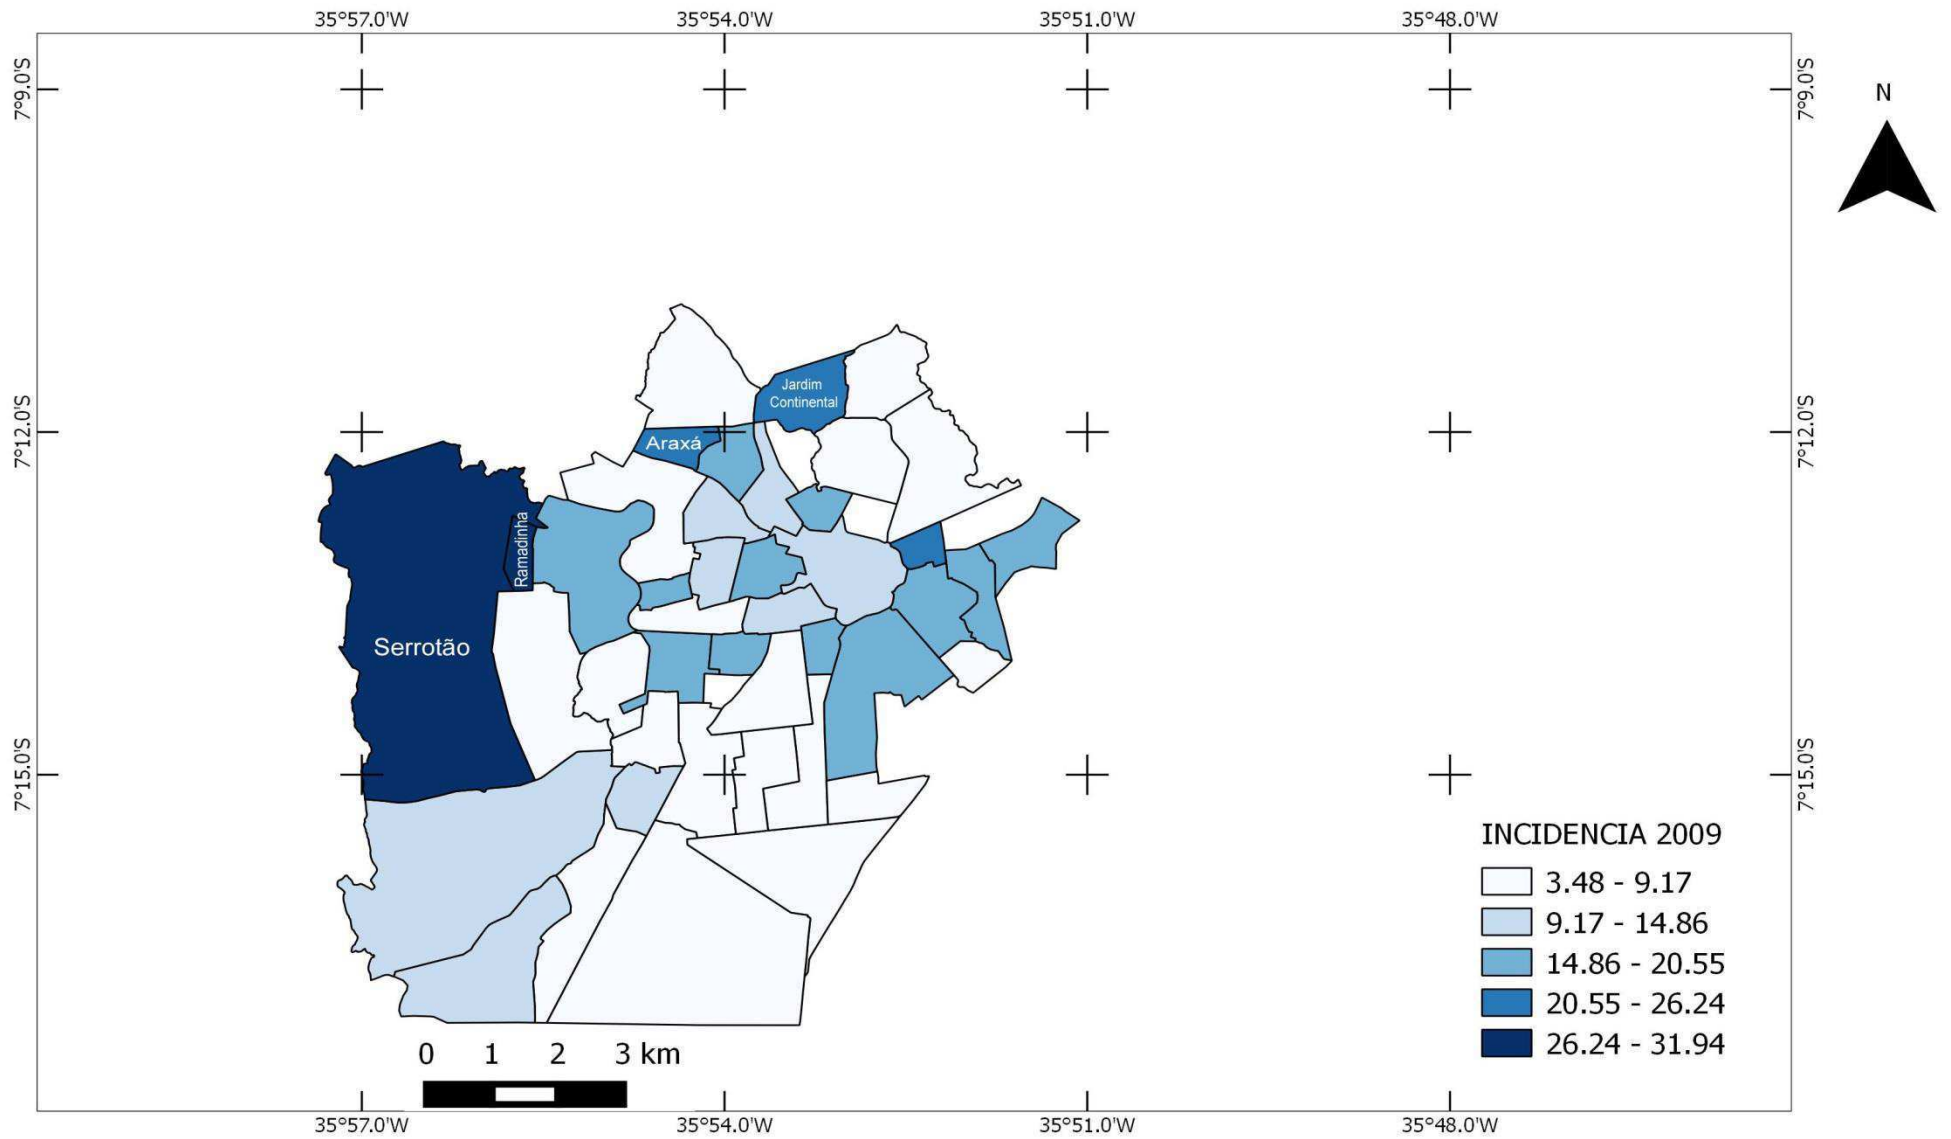 35°57.0'W 35°54.0'W 35°51.0'W 35°48.0'W
7°9.0'S 7°9.0'S
N
Jardim
Continental
7°12.0'S 7°12.0'S
Araxá
Ramadinha
Serrotão
7°15.0'S 7°15.0'S
INCIDENCIA 2009
3.48 - 9.17
9.17 - 14.86
14.86 - 20.55
20.55 - 26.24
26.24 - 31.94
0 1 2 3 km
35°57.0'W 35°54.0'W 35°51.0'W 35°48.0'W